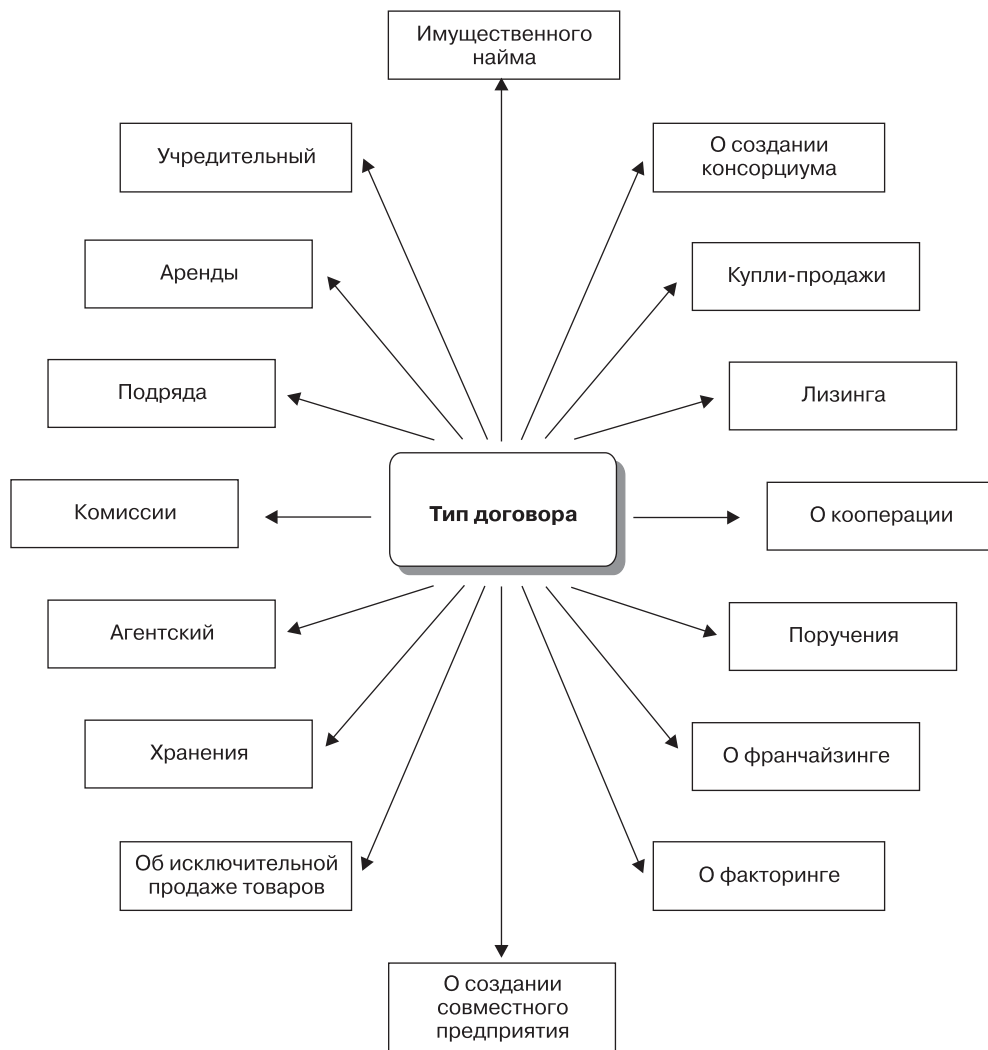 Имущественного
найма
Учредительный
О создании
консорциума
Аренды
Купли-продажи
Подряда
Лизинга
Комиссии
Тип договора
О кооперации
Агентский
Поручения
Хранения
О франчайзинге
Об исключительной
продаже товаров
О факторинге
О создании
совместного
предприятия